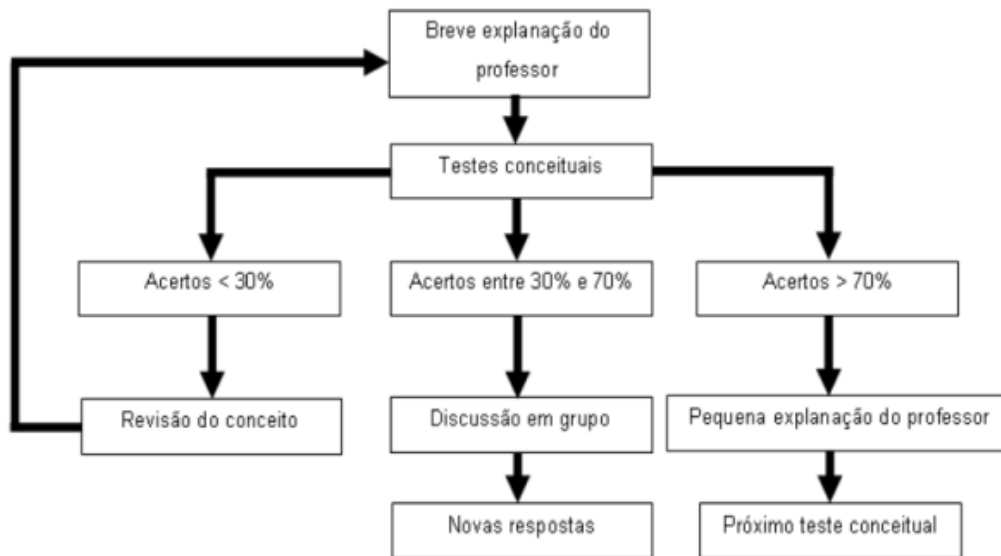 Breve explanação do
professor
Testes conceituais
Acertos < 30%
Acertos entre 30% e 70%
Acertos > 70%
Revisão do conceito
Discussão em grupo
Pequena explanação do professor
Novas respostas
Próximo teste conceitual